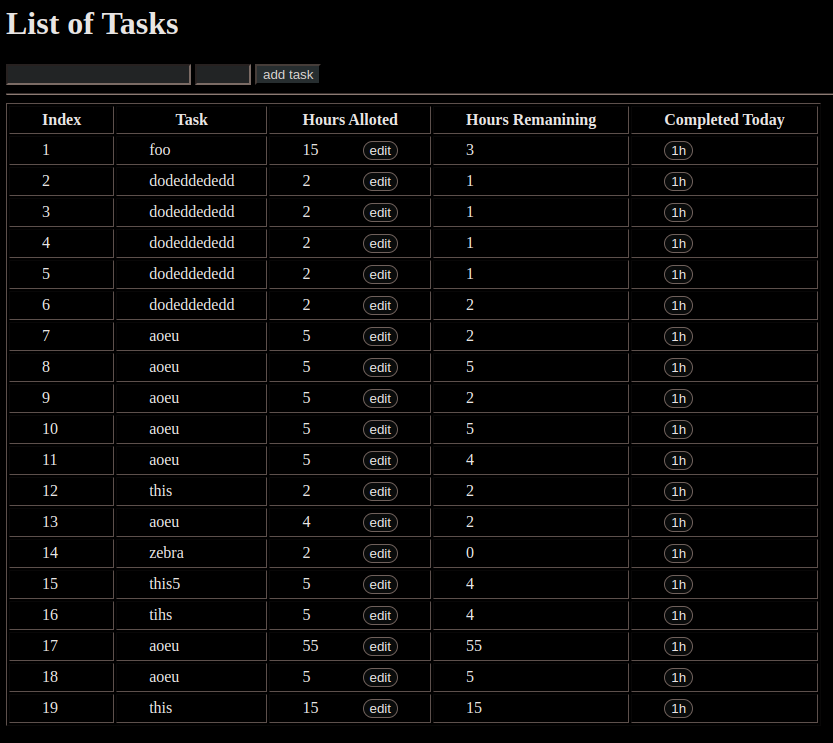 List of Tasks
add task
Index Task Hours Alloted Hours Remanining Completed Today
1 foo 15 edit 3 1h
2 dodeddededd 2 edit 1 1h
3 dodeddededd 2 edit 1 1h
4 dodeddededd 2 edit 1 1h
5 dodeddededd 2 edit 1 1h
6 dodeddededd 2 edit 2 1h
7 aoeu 5 edit 2 1h
8 aoeu 5 edit 5 1h
9 aoeu 5 edit 2 1h
10 aoeu 5 edit 5 1h
11 aoeu 5 edit 4 1h
12 this 2 edit 2 1h
13 aoeu 4 edit 2 1h
14 zebra 2 edit 0 1h
15 this5 5 edit 4 1h
16 tihs 5 edit 4 1h
17 aoeu 55 edit 55 1h
18 aoeu 5 edit 5 1h
19 this 15 edit 15 1h